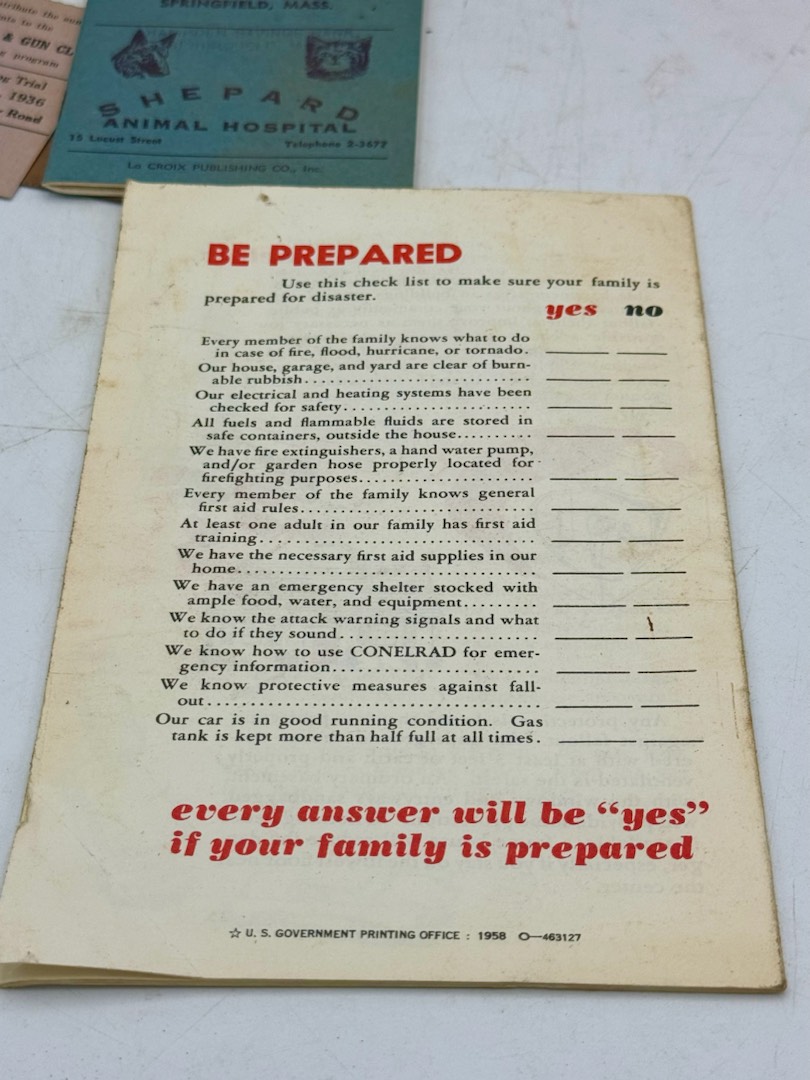 & GUN CL
program
Trial
1936
Road
SPRINGFIELD, MASS.
SHEPARD
ANIMAL HOSPITAL
15 Locust Street Telephone 2-3677
La CROIX PUBLISHING CO., Inc.
BE PREPARED
Use this check list to make sure your family is
prepared for disaster.
yes no
Every member of the family knows what to do
in case of fire, flood, hurricane, or tornado.
Our house, garage, and yard are clear of burn-
able rubbish
Our electrical and heating systems have been
checked for safety
All fuels and flammable fluids are stored in
safe containers, outside the house
We have fire extinguishers, a hand water pump,
and/or garden hose properly located for
firefighting purposes
Every member of the family knows general
first aid rules
At least one adult in our family has first aid
training
We have the necessary first aid supplies in our
home
We have an emergency shelter stocked with
ample food, water, and equipment
We know the attack warning signals and what
to do if they sound
We know how to use CONELRAD for emer-
gency information
We know protective measures against fall-
out
Our car is in good running condition. Gas
tank is kept more than half full at all times.
every answer will be “yes”
if your family is prepared
☆ U. S. GOVERNMENT PRINTING OFFICE : 1958 O—463127